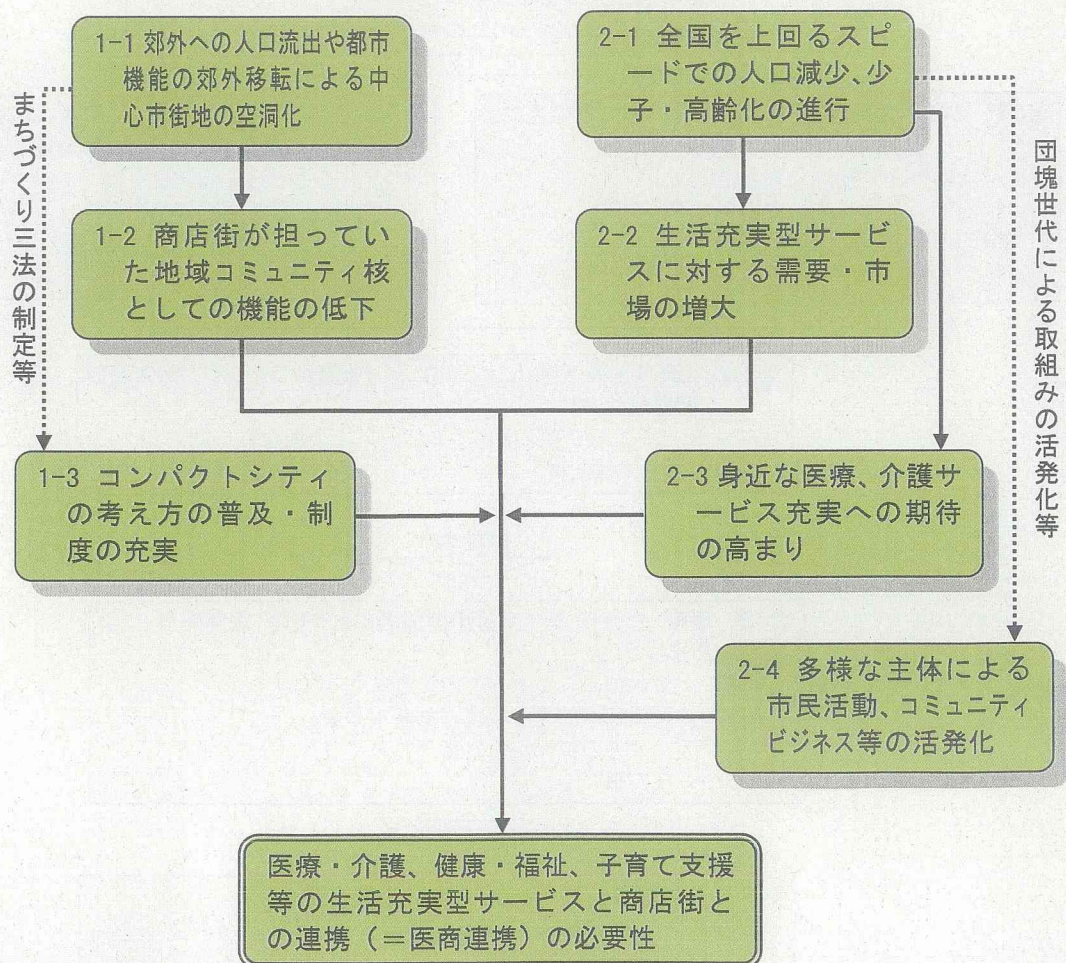 1-1 郊外への人口流出や都市
機能の郊外移転による中
心市街地の空洞化
2-1 全国を上回るスピ
ードでの人口減少、少
子・高齢化の進行
まちづくり三法の制定等
団塊世代による取組みの活発化等
1-2 商店街が担ってい
た地域コミュニティ核
としての機能の低下
2-2 生活充実型サービ
スに対する需要・市
場の増大
1-3 コンパクトシティ
の考え方の普及・制
度の充実
2-3 身近な医療、介護サ
ービス充実への期待
の高まり
2-4 多様な主体による
市民活動、コミュニティ
ビジネス等の活発化
医療・介護、健康・福祉、子育て支援
等の生活充実型サービスと商店街と
の連携(=医商連携)の必要性